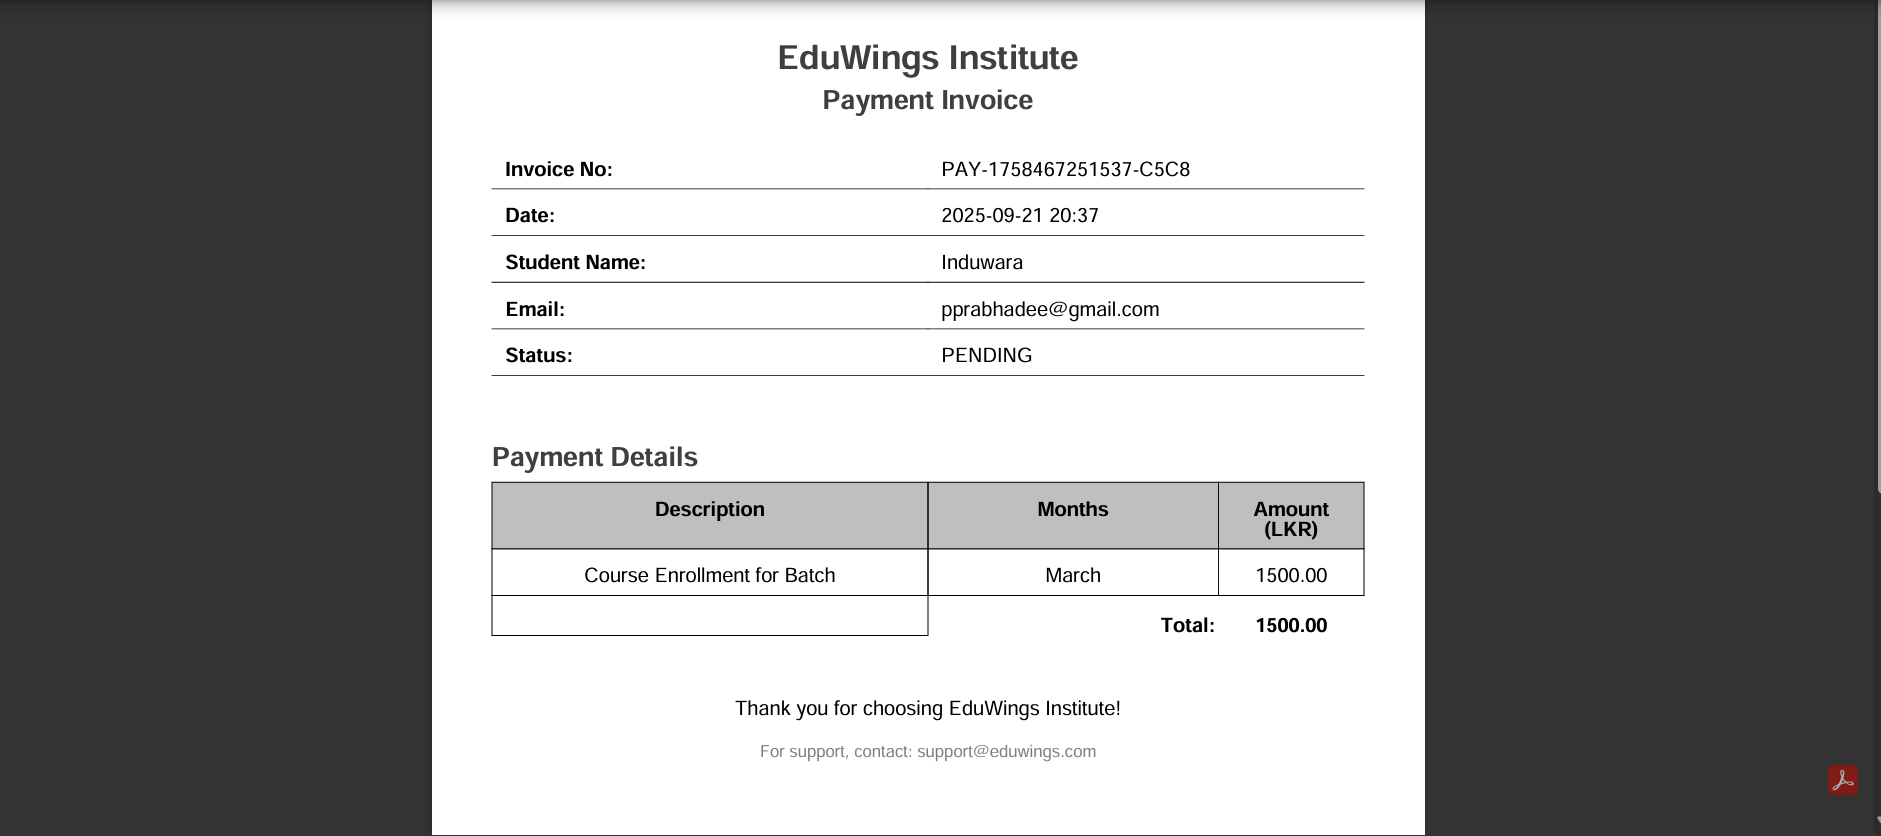 EduWings Institute
Payment Invoice
Invoice No: PAY-1758467251537-C5C8
Date: 2025-09-21 20:37
Student Name: Induwara
Email: pprabhadee@gmail.com
Status: PENDING
Payment Details
Description Months Amount
(LKR)
Course Enrollment for Batch March 1500.00
Total: 1500.00
Thank you for choosing EduWings Institute!
For support, contact: support@eduwings.com